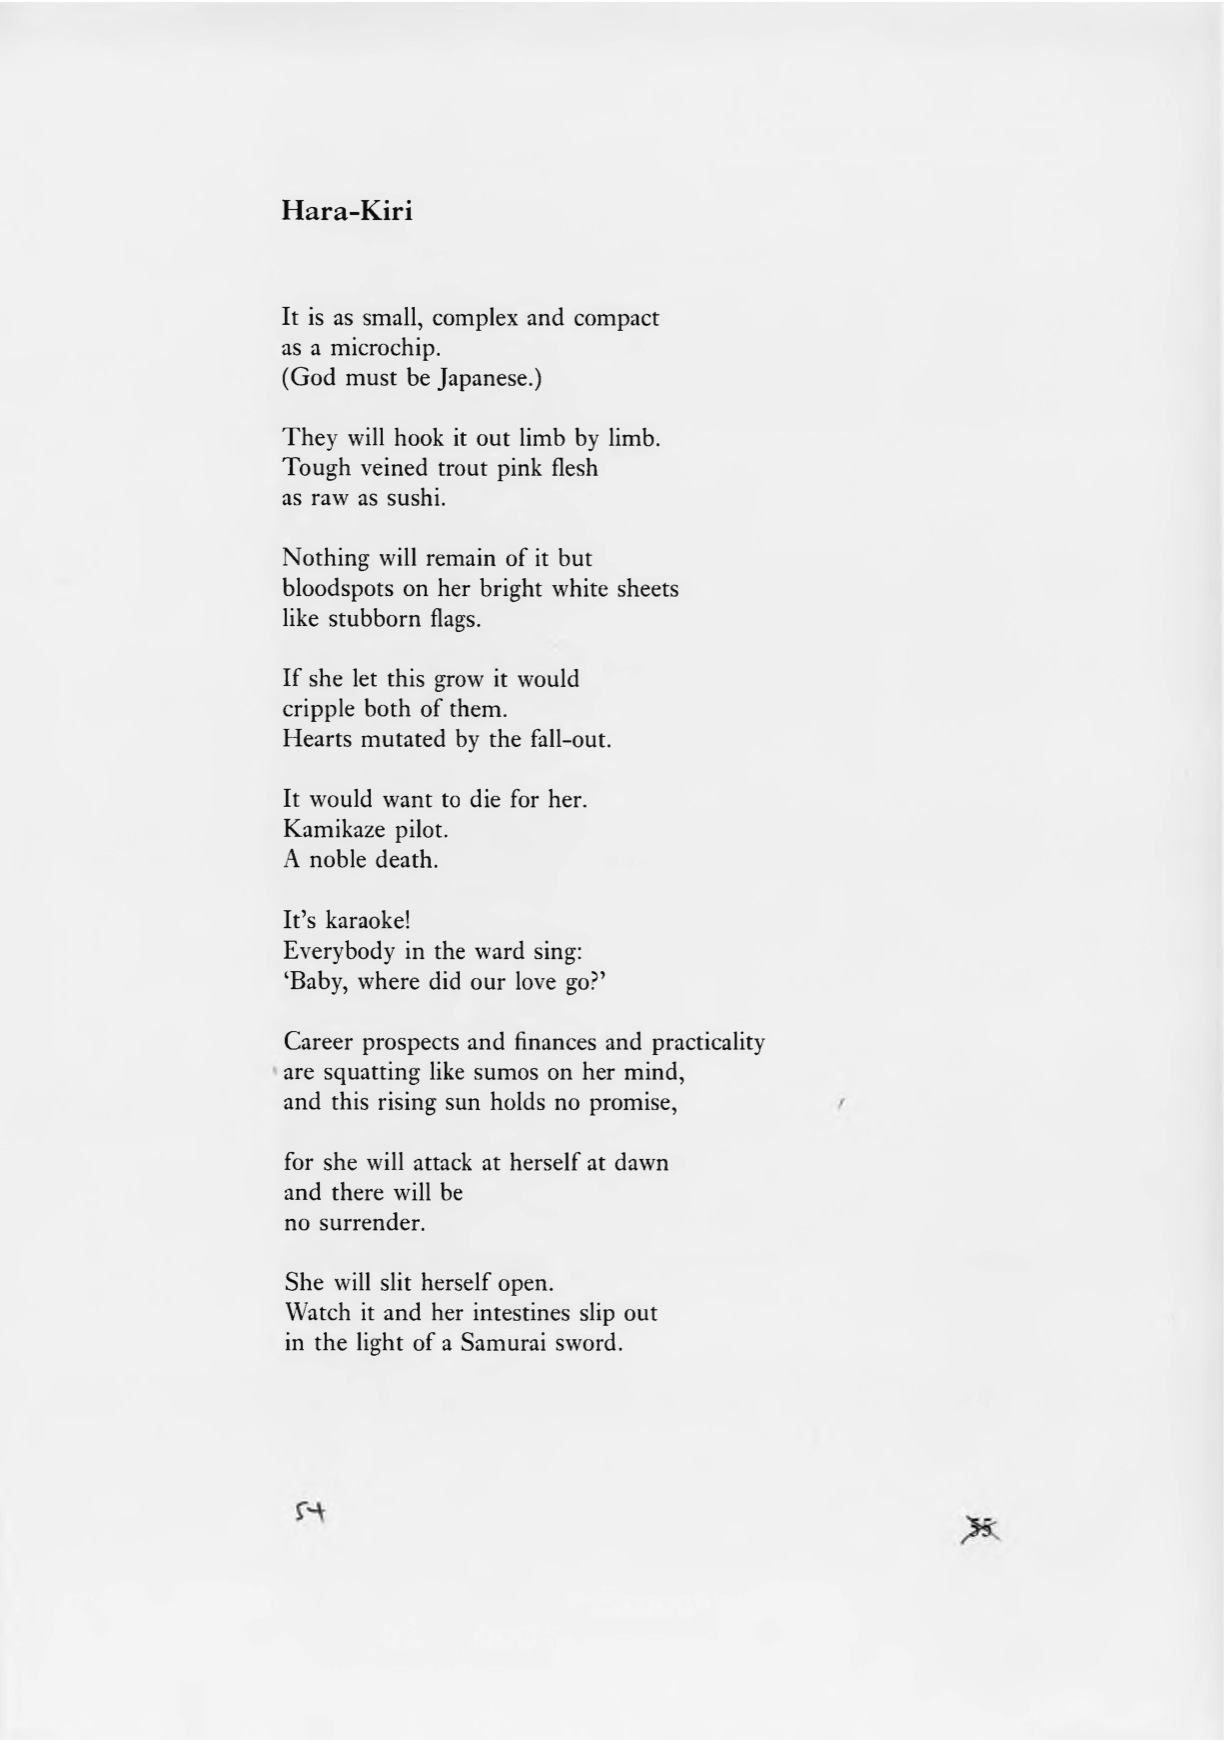 Hara-Kiri
It is as small, complex and compact
as a microchip.
(God must be Japanese.)
They will hook it out limb by limb.
Tough veined trout pink flesh
as raw as sushi.
Nothing will remain of it but
bloodspots on her bright white sheets
like stubborn flags.
If she let this grow it would
cripple both of them.
Hearts mutated by the fall-out.
It would want to die for her.
Kamikaze pilot.
A noble death.
It's karaoke!
Everybody in the ward sing:
‘Baby, where did our love go?’
Career prospects and finances and practicality
are squatting like sumos on her mind,
and this rising sun holds no promise,
for she will attack at herself at dawn
and there will be
no surrender.
She will slit herself open.
Watch it and her intestines slip out
in the light of a Samurai sword.
54